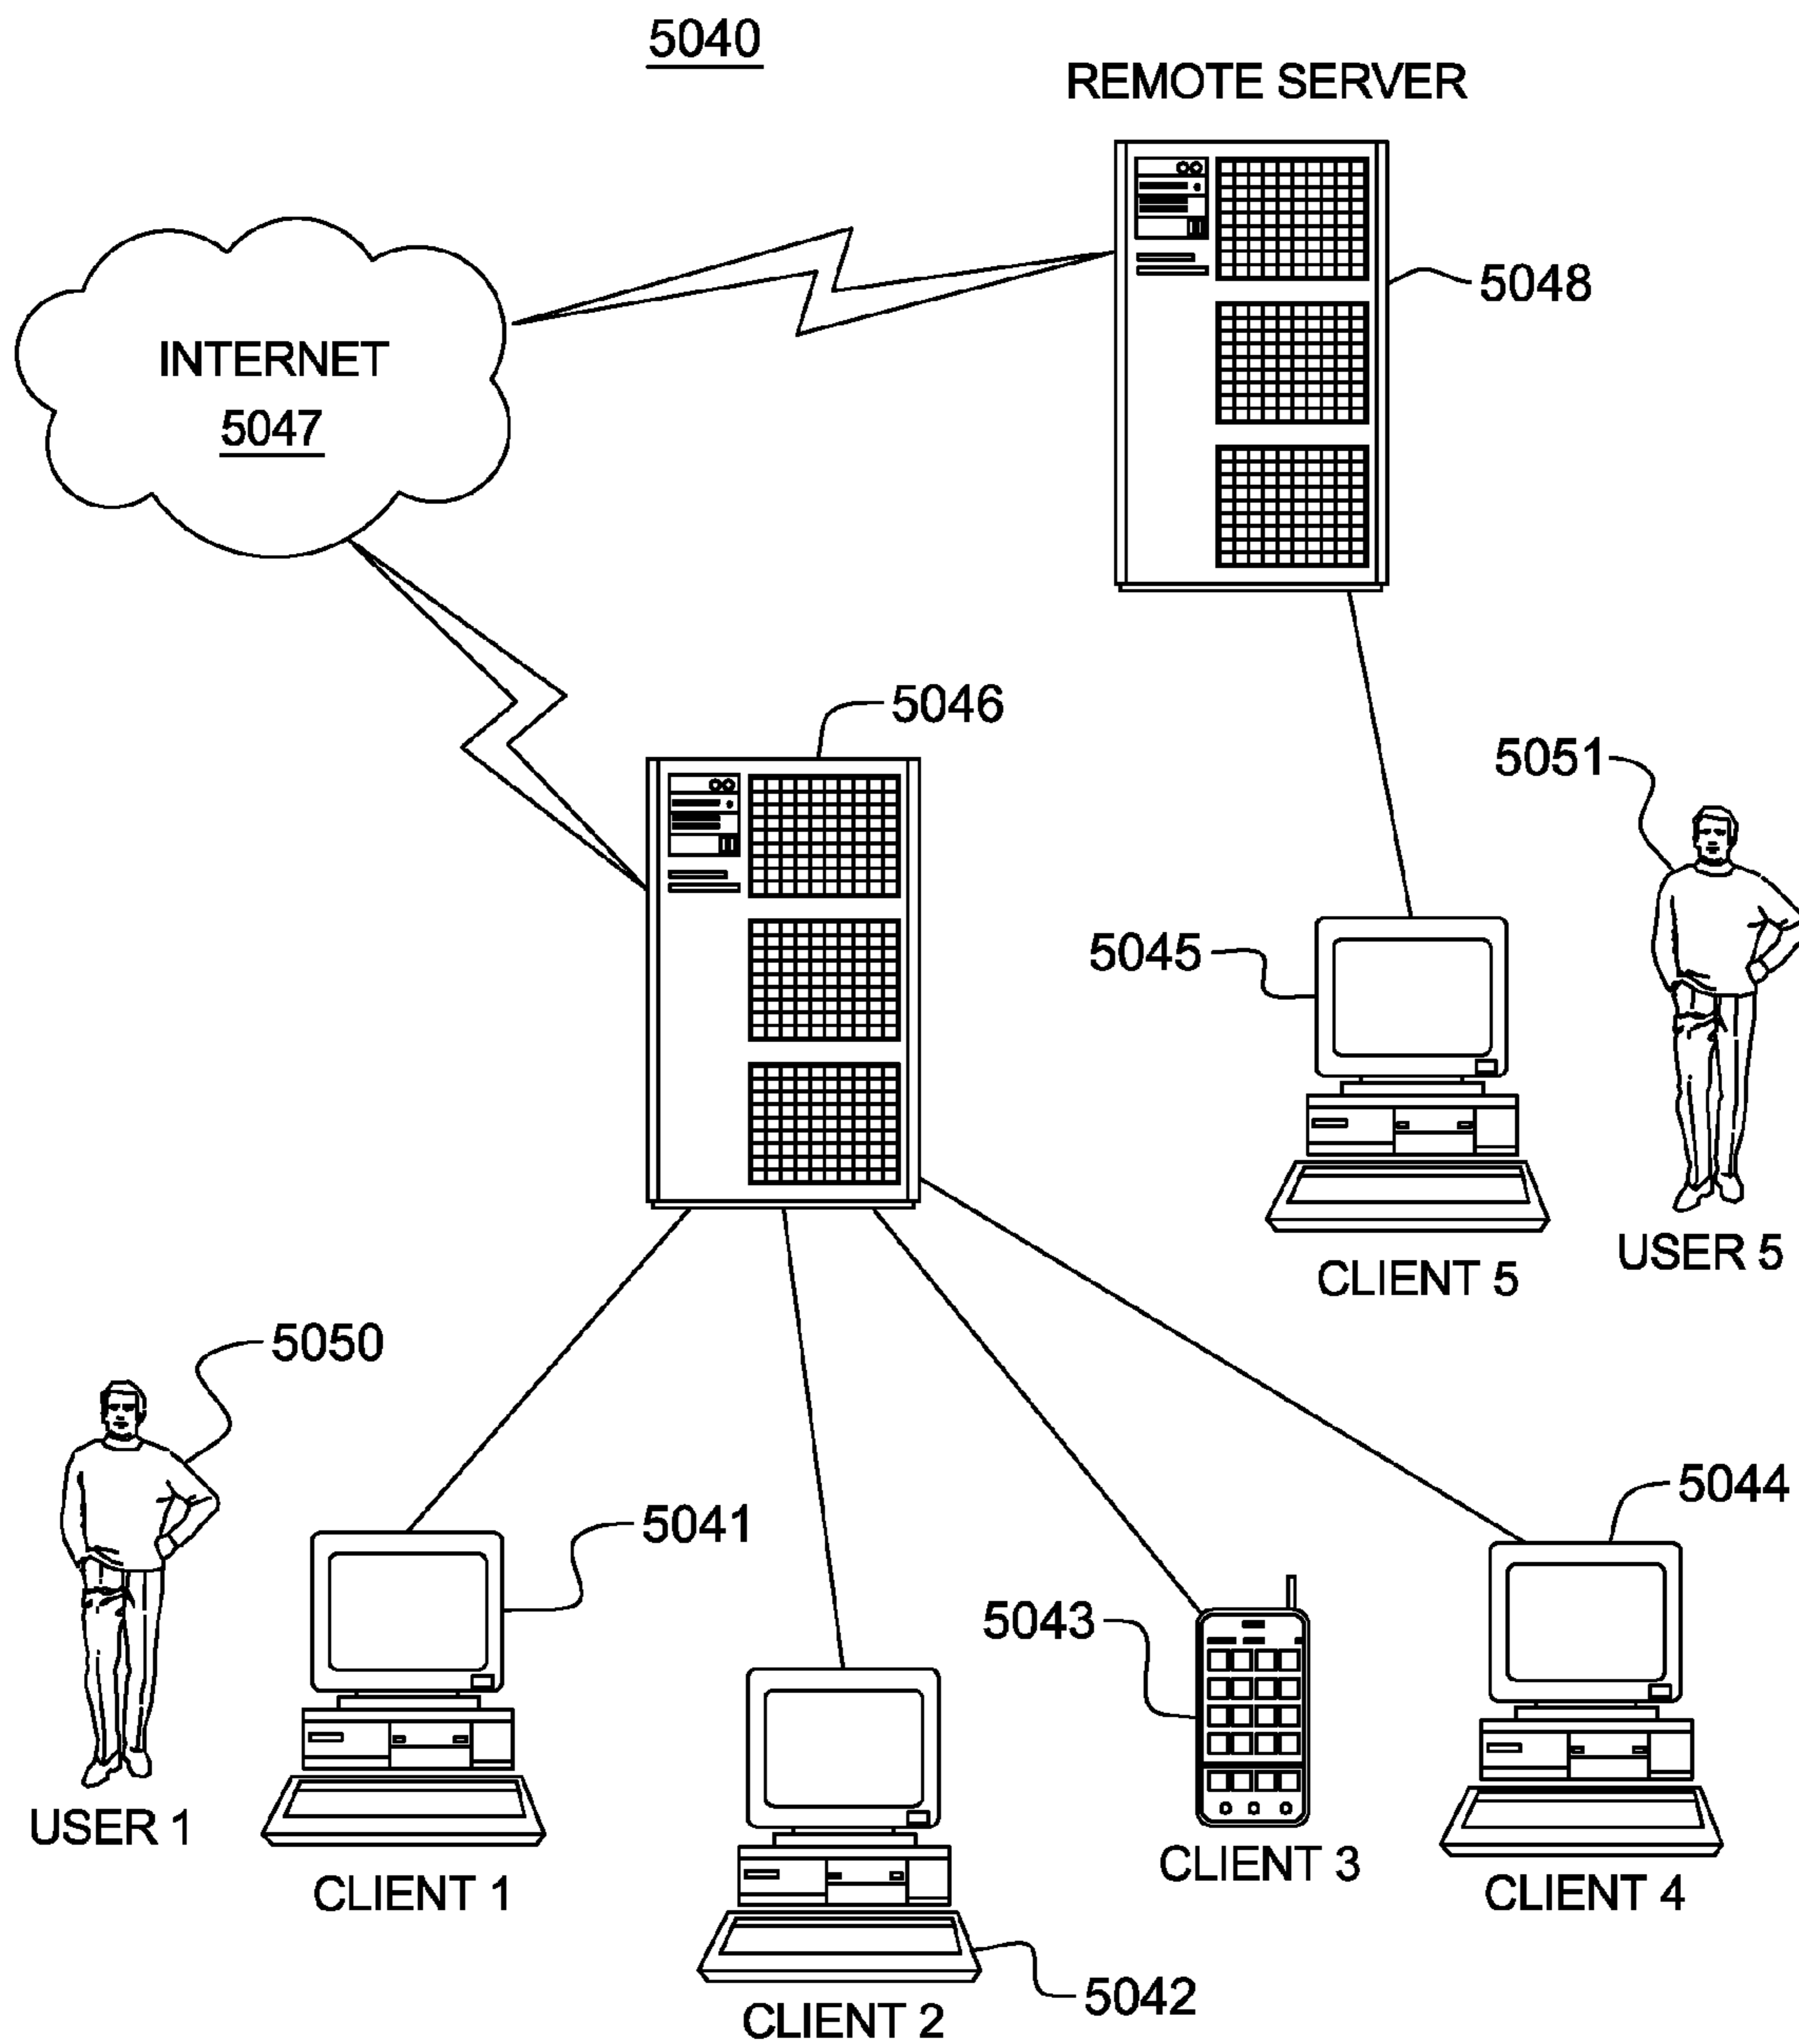 5040
REMOTE SERVER
5048
INTERNET
5047
5046
5051
5045
USER 5
CLIENT 5
5050
5044
5041
5043
USER 1
CLIENT 3
CLIENT 1
CLIENT 4
5042
CLIENT 2